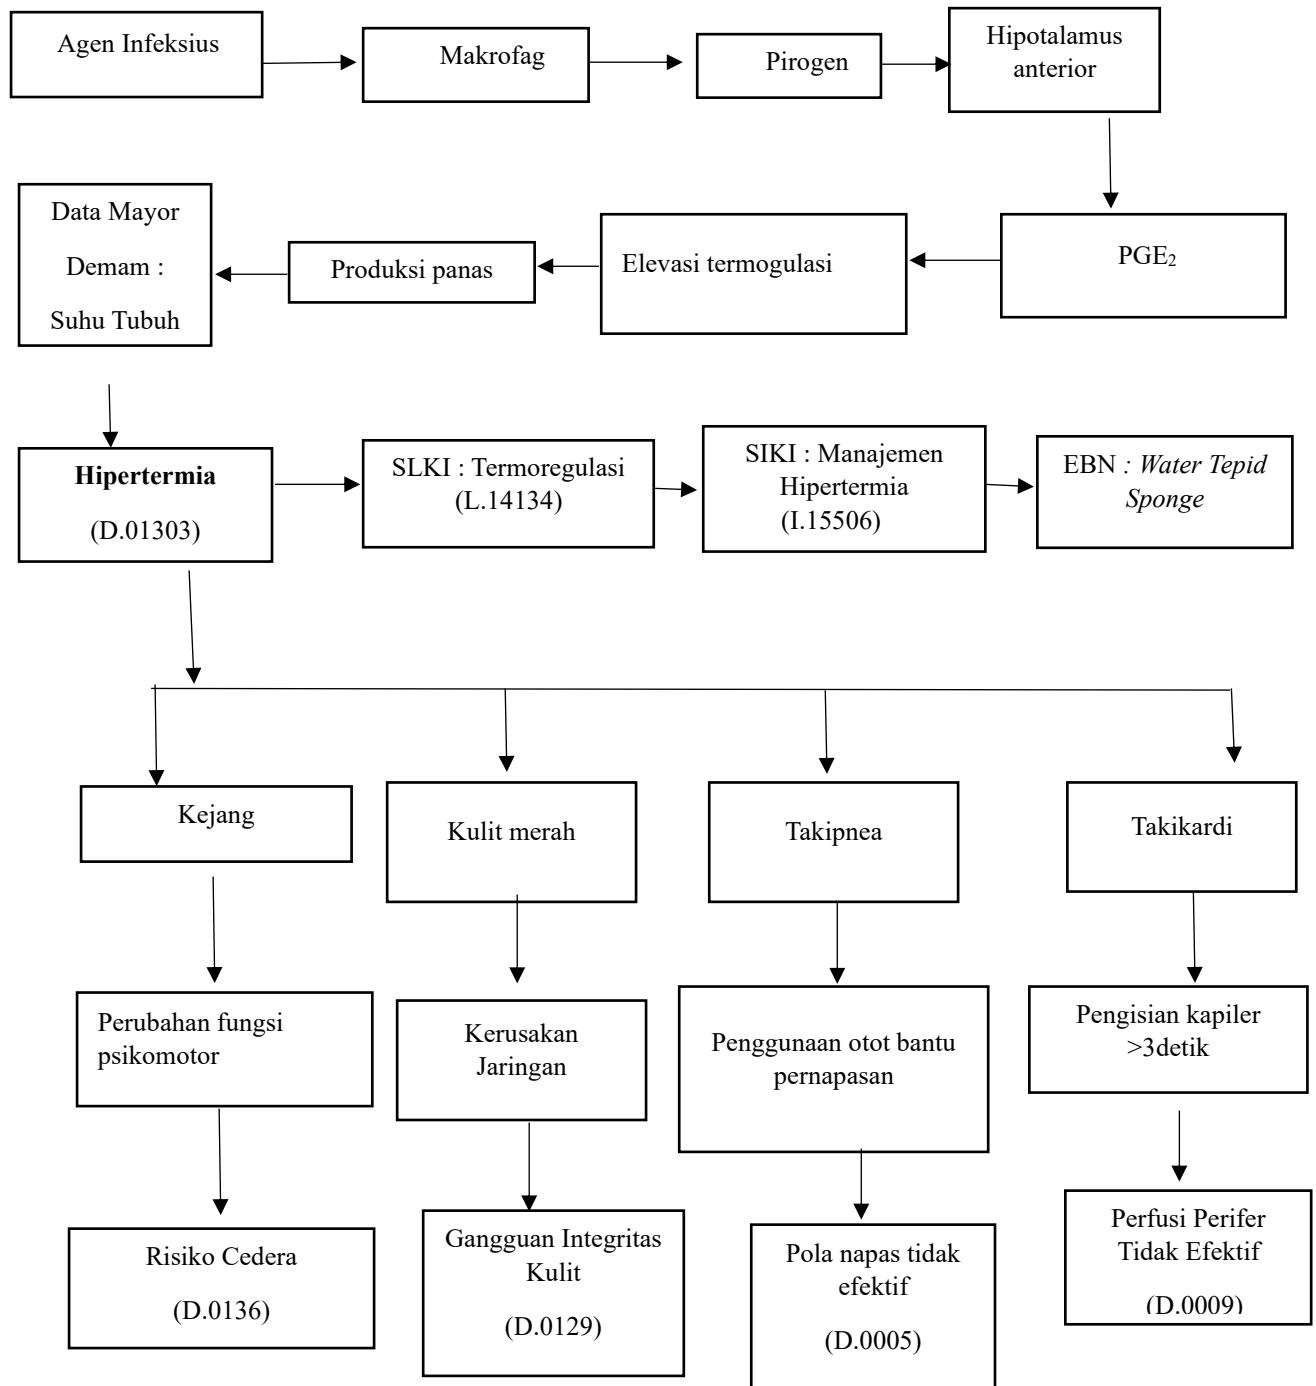 Agen Infeksius
Makrofag
Pirogen
Hipotalamus
anterior
Data Mayor
Demam :
Suhu Tubuh
Produksi panas
Elevasi termogulasi
PGE₂
Hipertermia
(D.01303)
SLKI : Termoregulasi
(L.14134)
SIKI : Manajemen
Hipertermia
(I.15506)
EBN : Water Tepid
Sponge
Kejang
Kulit merah
Takipnea
Takikardi
Perubahan fungsi
psikomotor
Kerusakan
Jaringan
Penggunaan otot bantu
pernapasan
Pengisian kapiler
>3detik
Risiko Cedera
(D.0136)
Gangguan Integritas
Kulit
(D.0129)
Pola napas tidak
efektif
(D.0005)
Perfusi Perifer
Tidak Efektif
(D.0009)